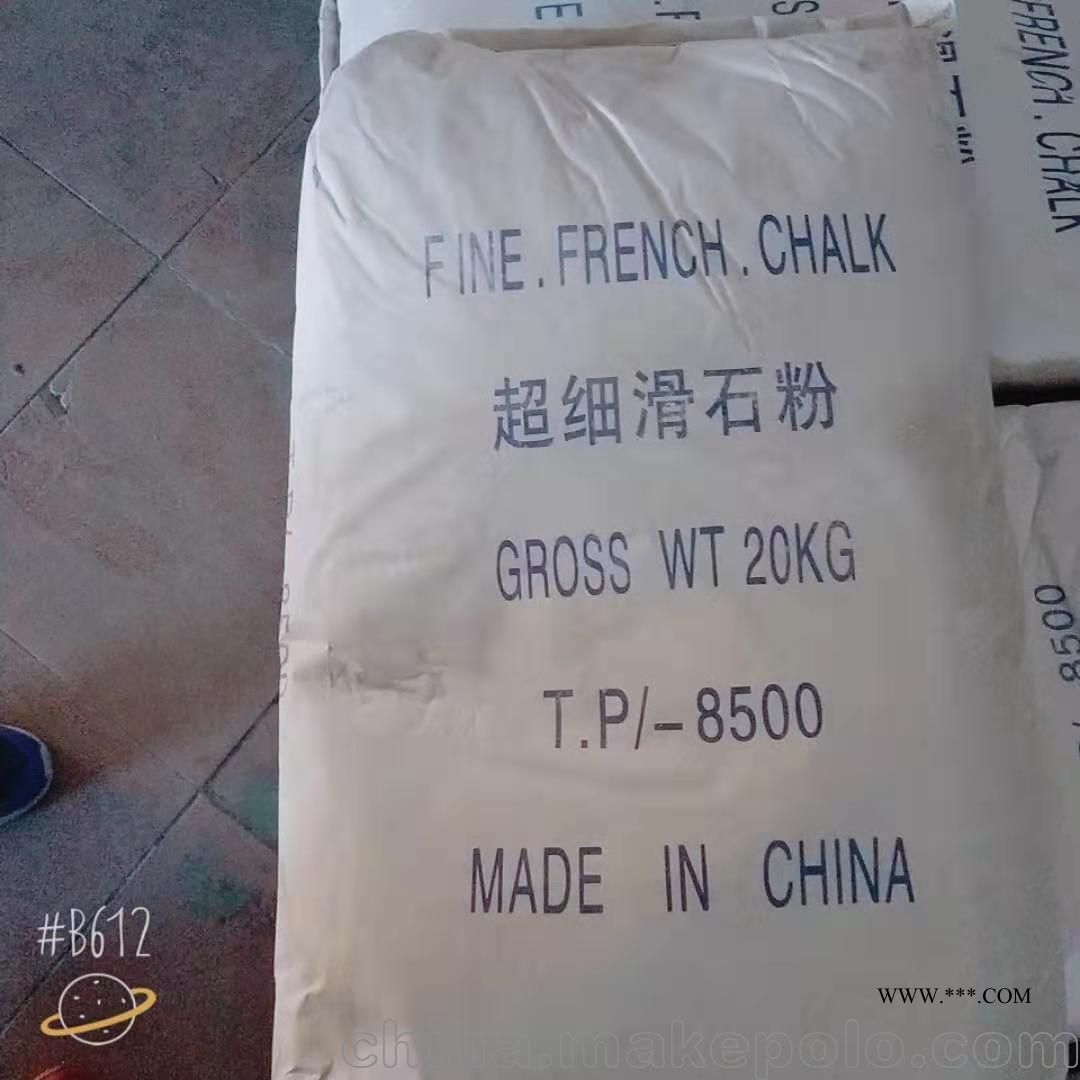 FINE.FRENCH.CHALK
超细滑石粉
GROSS WT 20KG
T.P/-8500
MADE IN CHINA
FRENCH.CHALK
8500
#B612
WWW.***.COM
china.makepolo.com